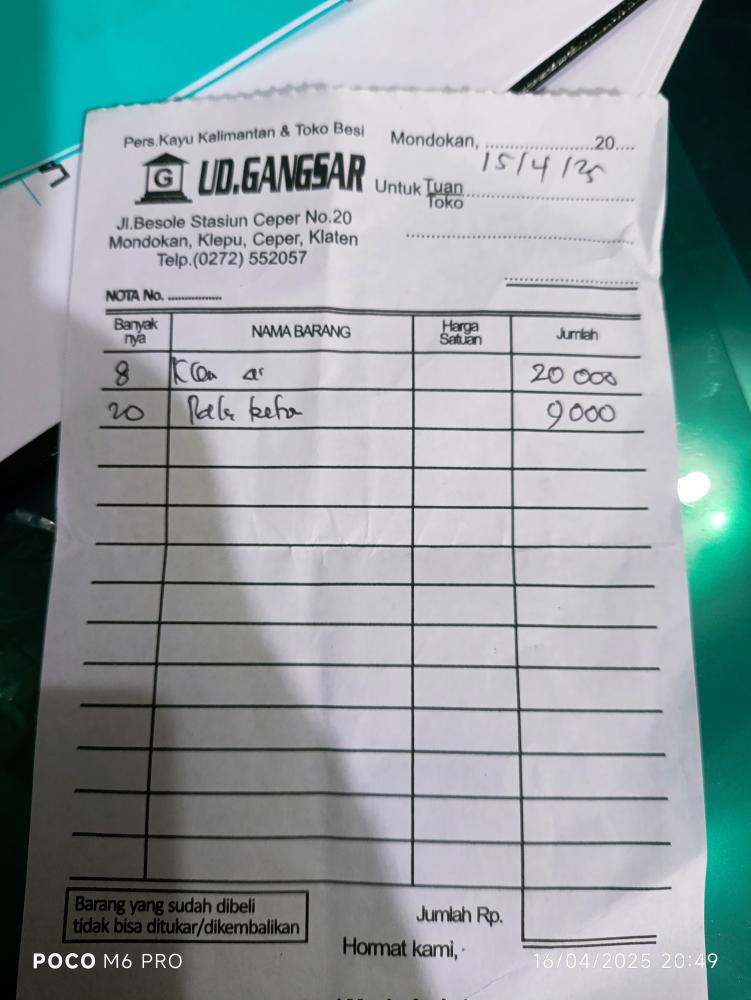 Pers.Kayu Kalimantan & Toko Besi
G UD.GANGSAR
Jl.Besole Stasiun Ceper No.20
Mondokan, Klepu, Ceper, Klaten
Telp.(0272) 552057
Mondokan, ......................20....
15/4/25
Untuk Tuan
Toko
NOTA No. ...............
Banyak nya NAMA BARANG Harga Satuan Jumlah
8 20 000
20 9000
Barang yang sudah dibeli
tidak bisa ditukar/dikembalikan
Jumlah Rp.
Hormat kami,
POCO M6 PRO
16/04/2025 20:49